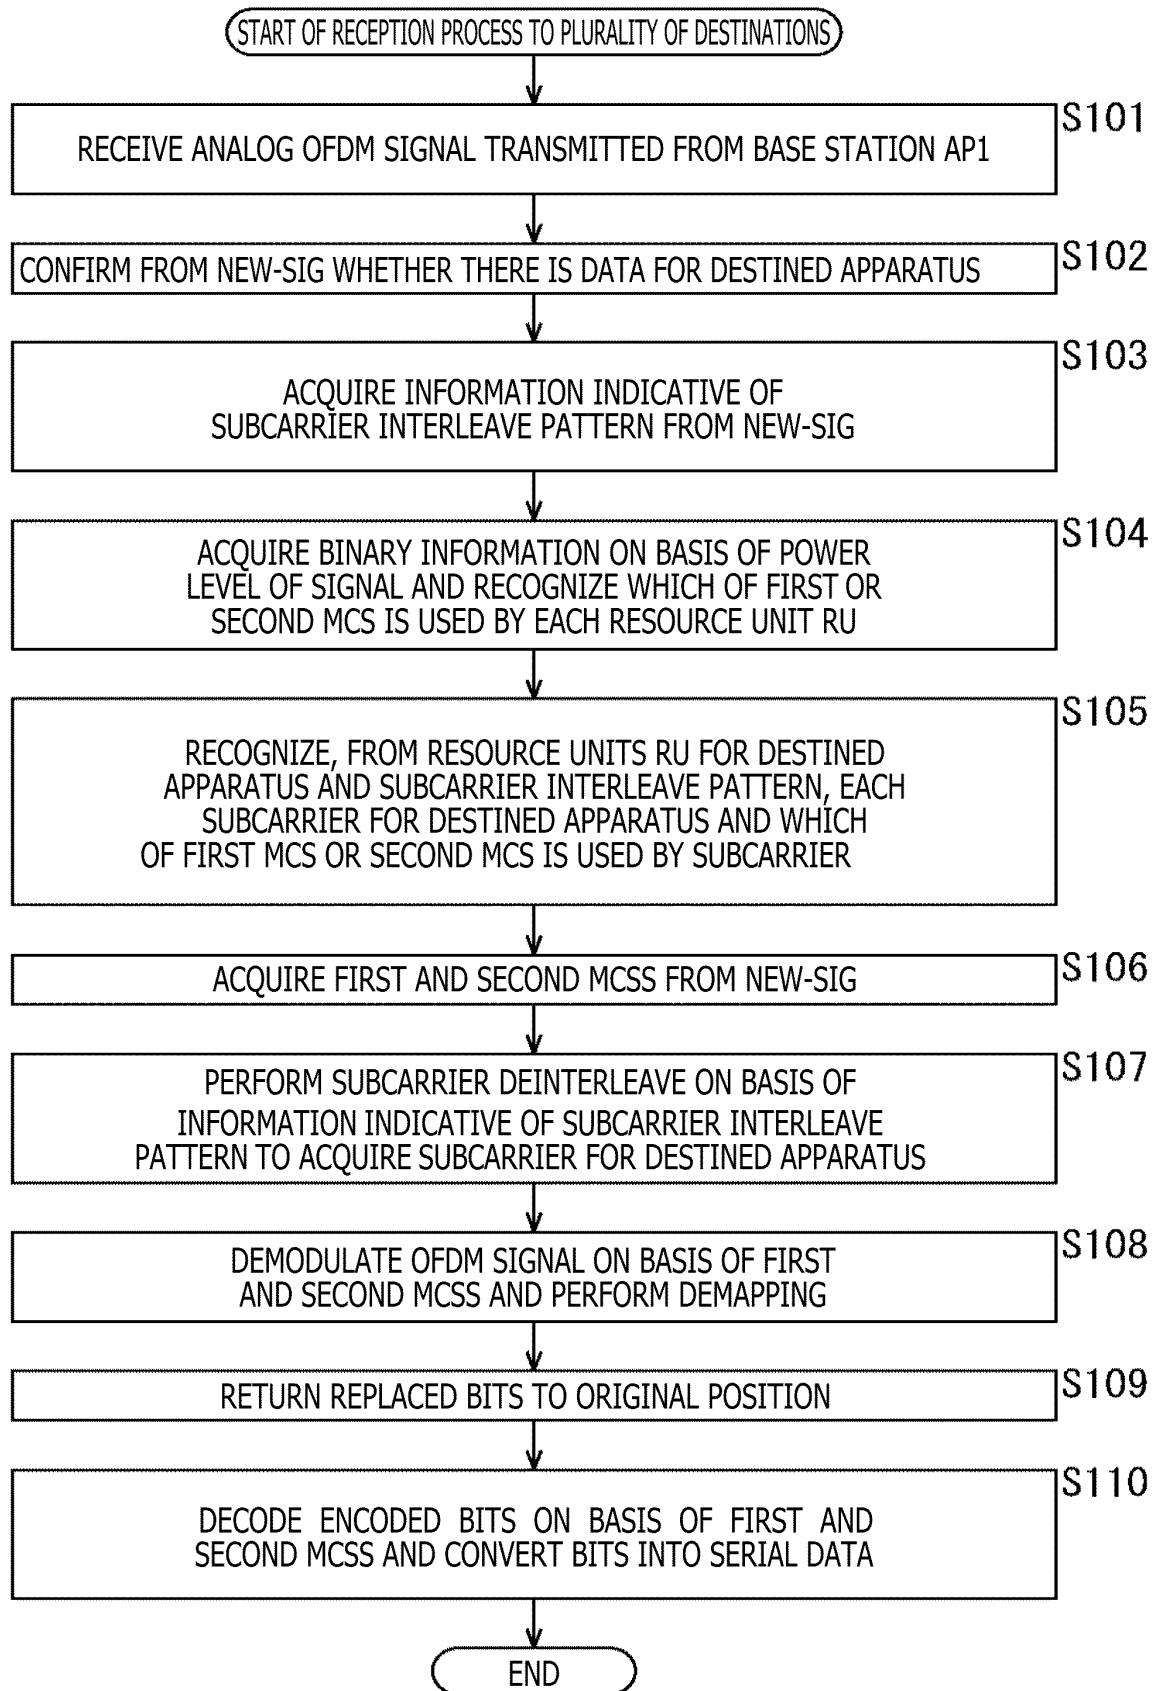 START OF RECEPTION PROCESS TO PLURALITY OF DESTINATIONS
S101
RECEIVE ANALOG OFDM SIGNAL TRANSMITTED FROM BASE STATION AP1
S102
CONFIRM FROM NEW-SIG WHETHER THERE IS DATA FOR DESTINED APPARATUS
S103
ACQUIRE INFORMATION INDICATIVE OF
SUBCARRIER INTERLEAVE PATTERN FROM NEW-SIG
S104
ACQUIRE BINARY INFORMATION ON BASIS OF POWER
LEVEL OF SIGNAL AND RECOGNIZE WHICH OF FIRST OR
SECOND MCS IS USED BY EACH RESOURCE UNIT RU
S105
RECOGNIZE, FROM RESOURCE UNITS RU FOR DESTINED
APPARATUS AND SUBCARRIER INTERLEAVE PATTERN, EACH
SUBCARRIER FOR DESTINED APPARATUS AND WHICH
OF FIRST MCS OR SECOND MCS IS USED BY SUBCARRIER
S106
ACQUIRE FIRST AND SECOND MCSS FROM NEW-SIG
S107
PERFORM SUBCARRIER DEINTERLEAVE ON BASIS OF
INFORMATION INDICATIVE OF SUBCARRIER INTERLEAVE
PATTERN TO ACQUIRE SUBCARRIER FOR DESTINED APPARATUS
S108
DEMODULATE OFDM SIGNAL ON BASIS OF FIRST
AND SECOND MCSS AND PERFORM DEMAPPING
S109
RETURN REPLACED BITS TO ORIGINAL POSITION
S110
DECODE ENCODED BITS ON BASIS OF FIRST AND
SECOND MCSS AND CONVERT BITS INTO SERIAL DATA
END